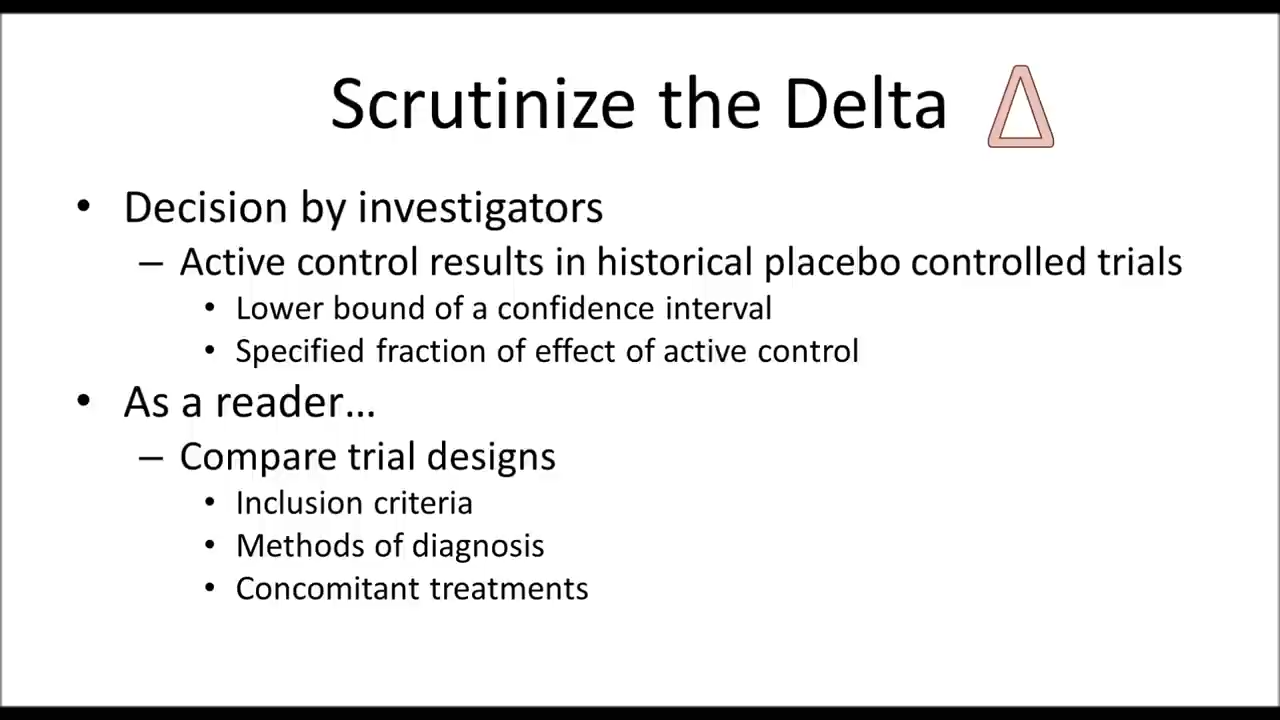 Scrutinize the Delta Δ
• Decision by investigators
– Active control results in historical placebo controlled trials
• Lower bound of a confidence interval
• Specified fraction of effect of active control
• As a reader…
– Compare trial designs
• Inclusion criteria
• Methods of diagnosis
• Concomitant treatments